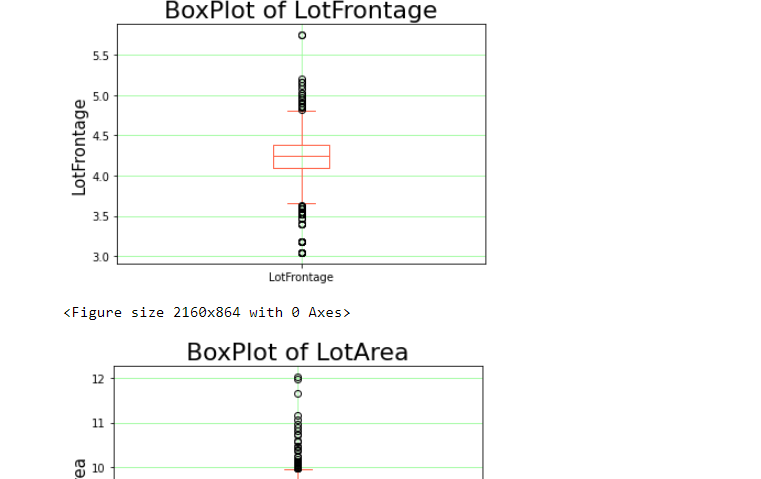 BoxPlot of LotFrontage
5.5
5.0
4.5
4.0
3.5
3.0
LotFrontage
LotFrontage
<Figure size 2160x864 with 0 Axes>
BoxPlot of LotArea
12
11
10